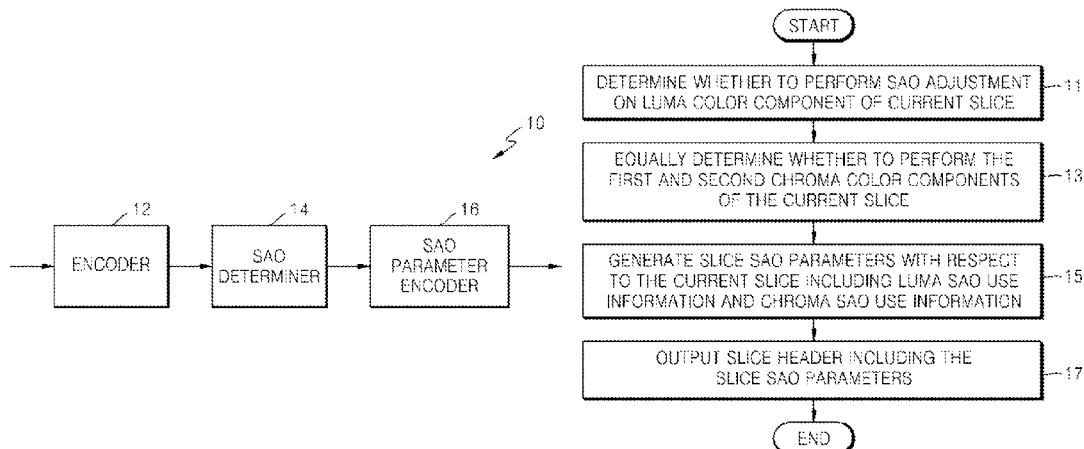 10
12
ENCODER
14
SAO
DETERMINER
16
SAO
PARAMETER
ENCODER
START
DETERMINE WHETHER TO PERFORM SAO ADJUSTMENT
ON LUMA COLOR COMPONENT OF CURRENT SLICE
11
EQUALLY DETERMINE WHETHER TO PERFORM THE
FIRST AND SECOND CHROMA COLOR COMPONENTS
OF THE CURRENT SLICE
13
GENERATE SLICE SAO PARAMETERS WITH RESPECT
TO THE CURRENT SLICE INCLUDING LUMA SAO USE
INFORMATION AND CHROMA SAO USE INFORMATION
15
OUTPUT SLICE HEADER INCLUDING THE
SLICE SAO PARAMETERS
17
END